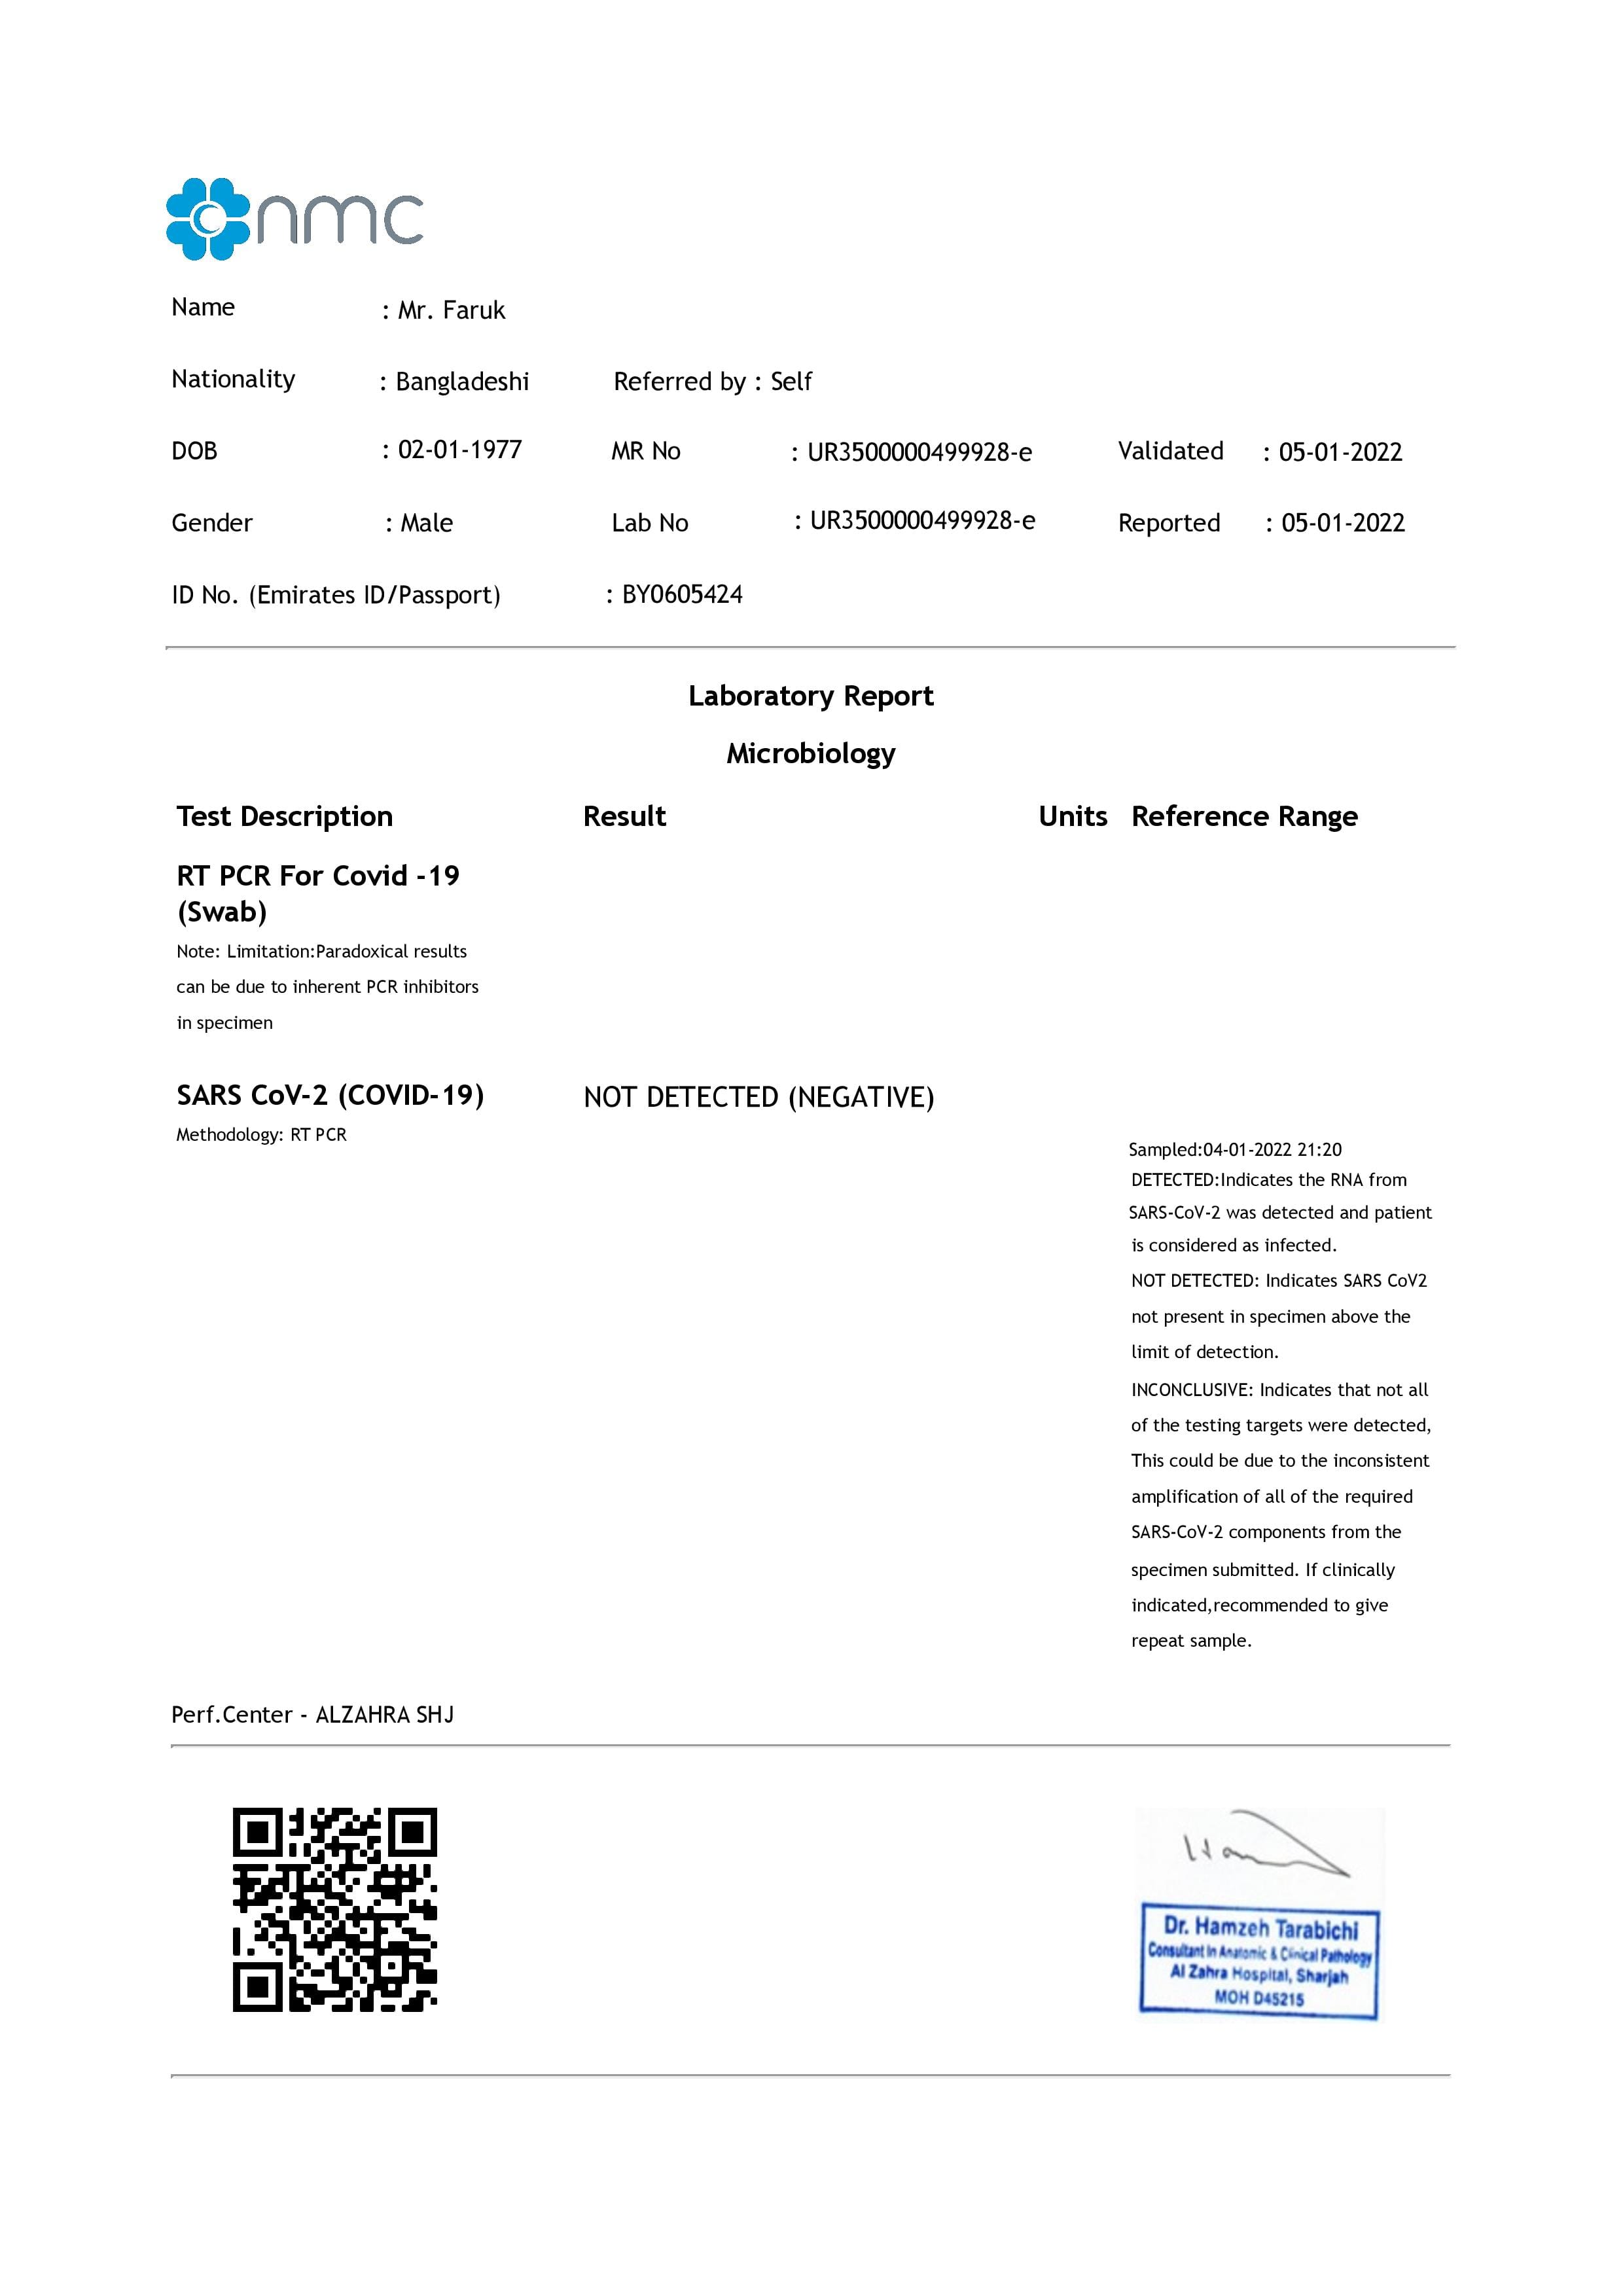 nmc
Name : Mr. Faruk
Nationality : Bangladeshi Referred by : Self
DOB : 02-01-1977 MR No : UR3500000499928-e Validated : 05-01-2022
Gender : Male Lab No : UR3500000499928-e Reported : 05-01-2022
ID No. (Emirates ID/Passport) : BY0605424
Laboratory Report
Microbiology
Test Description Result Units Reference Range
RT PCR For Covid -19
(Swab)
Note: Limitation:Paradoxical results
can be due to inherent PCR inhibitors
in specimen
SARS CoV-2 (COVID-19) NOT DETECTED (NEGATIVE)
Methodology: RT PCR
Sampled:04-01-2022 21:20
DETECTED:Indicates the RNA from
SARS-CoV-2 was detected and patient
is considered as infected.
NOT DETECTED: Indicates SARS CoV2
not present in specimen above the
limit of detection.
INCONCLUSIVE: Indicates that not all
of the testing targets were detected,
This could be due to the inconsistent
amplification of all of the required
SARS-CoV-2 components from the
specimen submitted. If clinically
indicated,recommended to give
repeat sample.
Perf.Center - ALZAHRA SHJ
Dr. Hamzeh Tarabichi
Consultant In Anatomic & Clinical Pathology
Al Zahra Hospital, Sharjah
MOH D45215